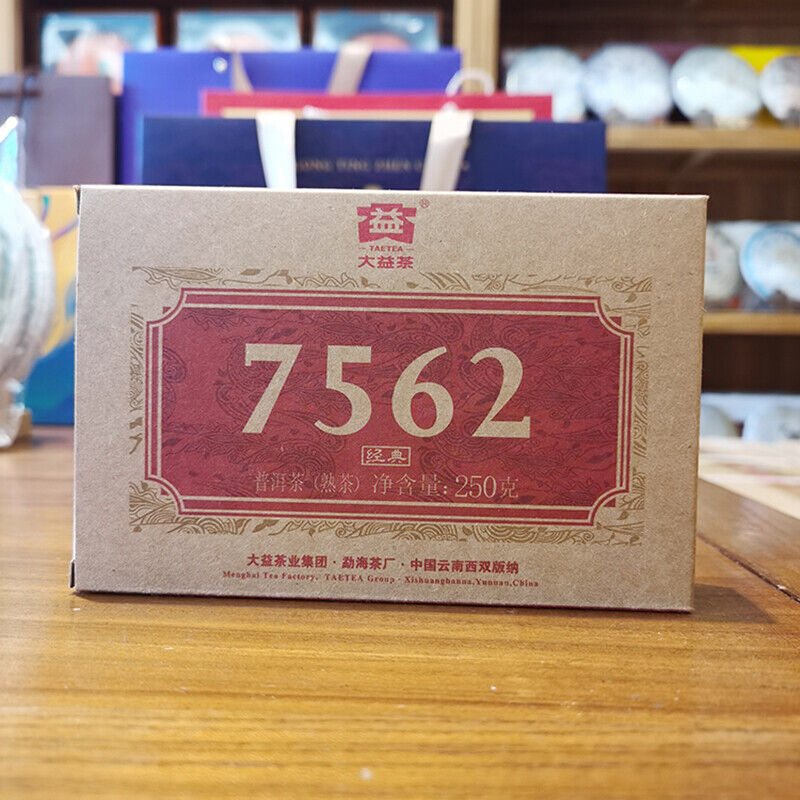 益®
TAETEA
大益茶
7562
经典
普洱茶（熟茶）净含量: 250克
大益茶业集团·勐海茶厂·中国云南西双版纳
Menghai Tea Factory, TAETEA Group · Xishuangbanna,Yunnan,China